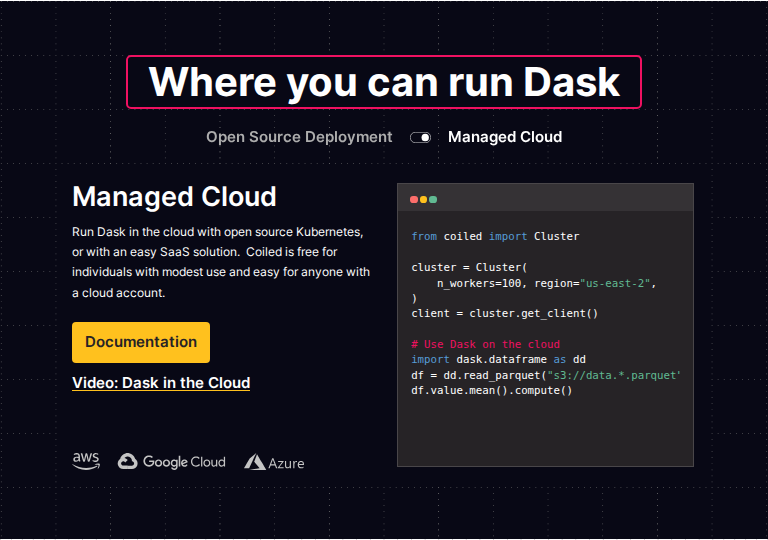 Where you can run Dask
Open Source Deployment Managed Cloud
Managed Cloud
Run Dask in the cloud with open source Kubernetes,
or with an easy SaaS solution.  Coiled is free for
individuals with modest use and easy for anyone with
a cloud account.
Documentation
Video: Dask in the Cloud
aws Google Cloud Azure
from coiled import Cluster
cluster = Cluster(
    n_workers=100, region="us-east-2",
)
client = cluster.get_client()
# Use Dask on the cloud
import dask.dataframe as dd
df = dd.read_parquet("s3://data.*.parquet'
df.value.mean().compute()